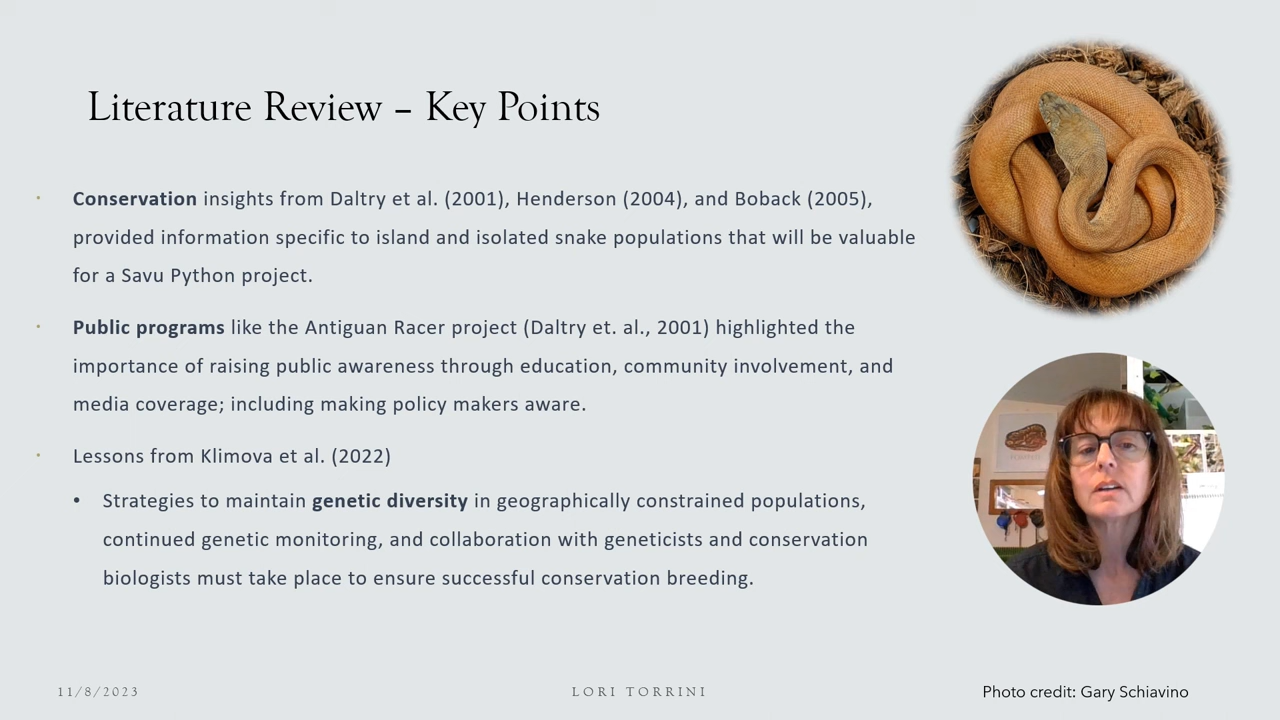 Literature Review – Key Points
· Conservation insights from Daltry et al. (2001), Henderson (2004), and Boback (2005),
provided information specific to island and isolated snake populations that will be valuable
for a Savu Python project.
· Public programs like the Antiguan Racer project (Daltry et. al., 2001) highlighted the
importance of raising public awareness through education, community involvement, and
media coverage; including making policy makers aware.
· Lessons from Klimova et al. (2022)
• Strategies to maintain genetic diversity in geographically constrained populations,
continued genetic monitoring, and collaboration with geneticists and conservation
biologists must take place to ensure successful conservation breeding.
11/8/2023
LORI TORRINI
Photo credit: Gary Schiavino